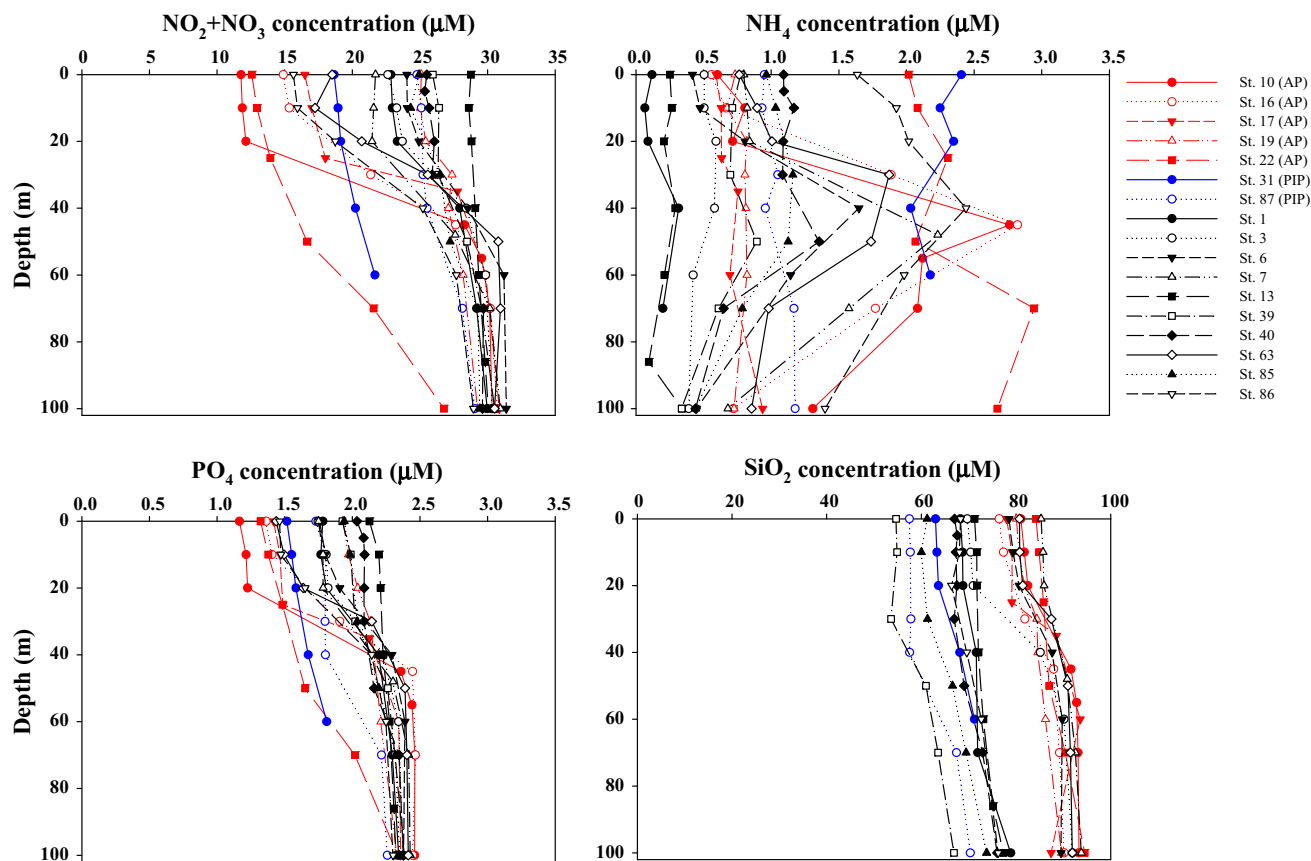 NO2+NO3 concentration (µM)
0 5 10 15 20 25 30 35
0
20
40
60
80
100
Depth (m)
NH4 concentration (µM)
0.0 0.5 1.0 1.5 2.0 2.5 3.0 3.5
0
20
40
60
80
100
St. 10 (AP)
St. 16 (AP)
St. 17 (AP)
St. 19 (AP)
St. 22 (AP)
St. 31 (PIP)
St. 87 (PIP)
St. 1
St. 3
St. 6
St. 7
St. 13
St. 39
St. 40
St. 63
St. 85
St. 86
PO4 concentration (µM)
0.0 0.5 1.0 1.5 2.0 2.5 3.0 3.5
0
20
40
60
80
100
Depth (m)
SiO2 concentration (µM)
0 20 40 60 80 100
0
20
40
60
80
100